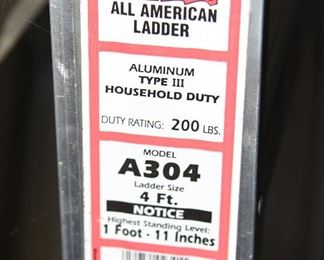 ALL AMERICAN
LADDER
ALUMINUM
TYPE III
HOUSEHOLD DUTY
DUTY RATING: 200 LBS.
MODEL
A304
Ladder Size
4 Ft.
NOTICE
Highest Standing Level:
1 Foot - 11 Inches